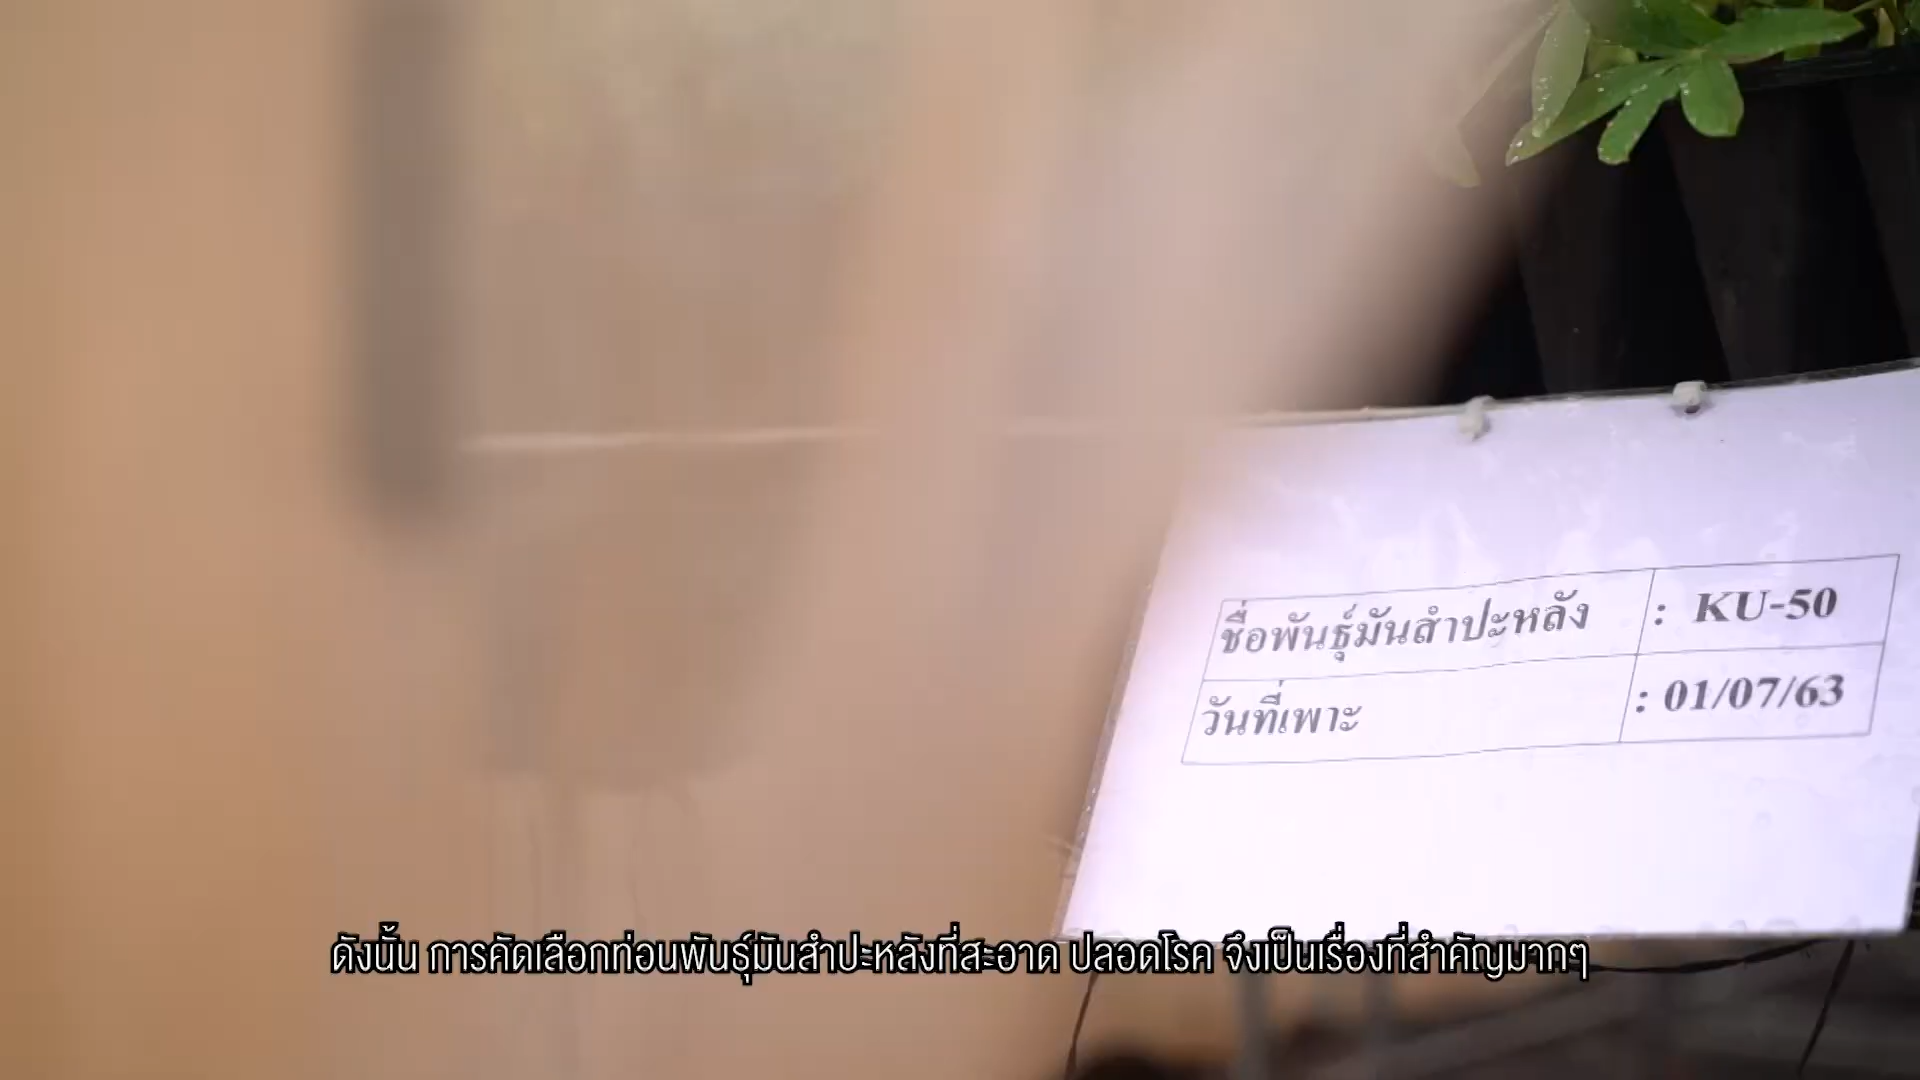 ชื่อพันธุ์มันสำปะหลัง : KU-50
วันที่เพาะ : 01/07/63
ดังนั้น การคัดเลือกท่อนพันธุ์มันสำปะหลังที่สะอาด ปลอดโรค จึงเป็นเรื่องที่สำคัญมากๆ